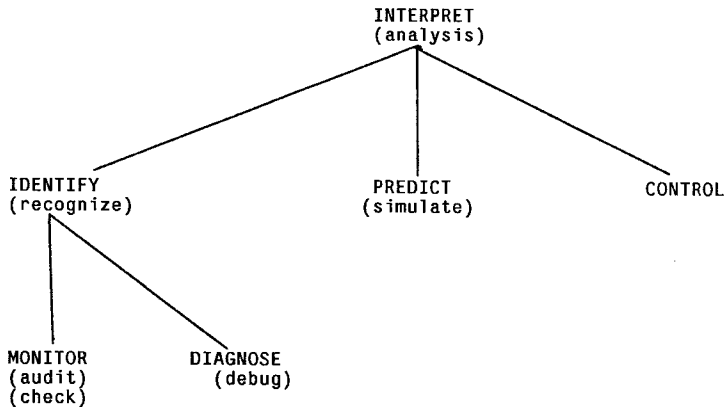 INTERPRET
(analysis)
IDENTIFY
(recognize)
PREDICT
(simulate)
CONTROL
MONITOR
(audit)
(check)
DIAGNOSE
(debug)